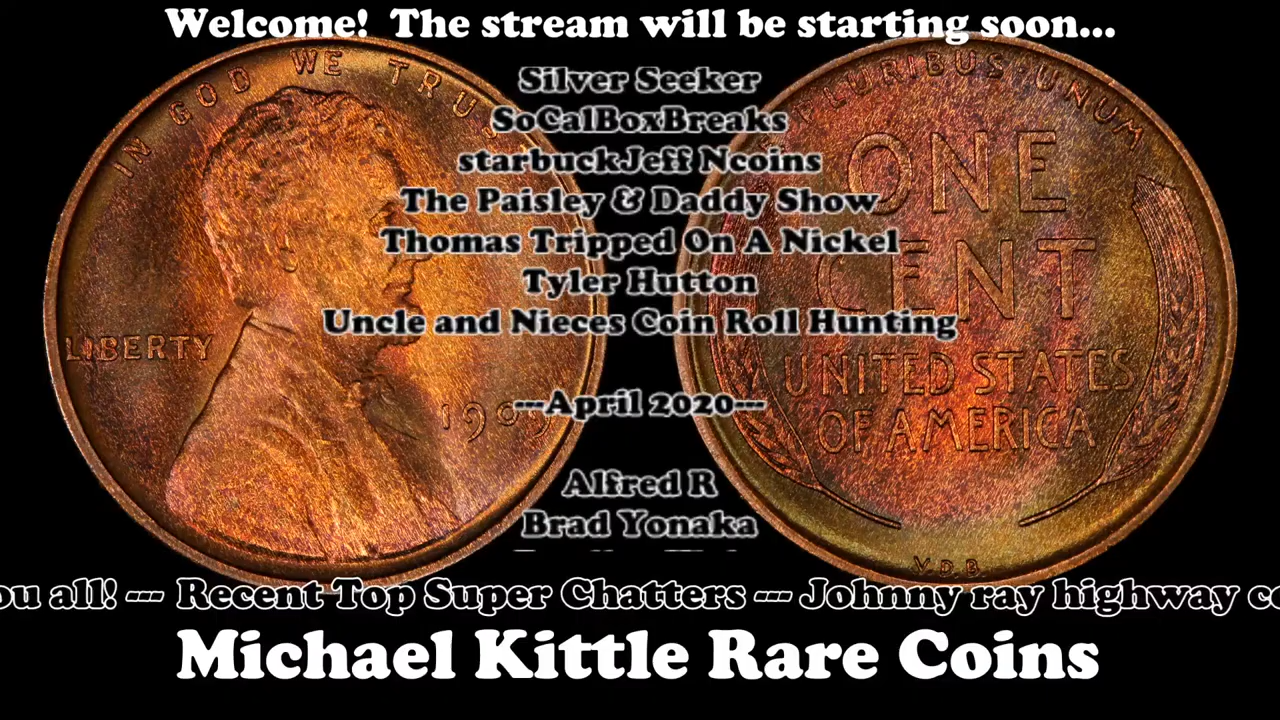 Welcome! The stream will be starting soon...
IN GOD WE TRUS
PLURIBUS UNUM
Silver Seeker
SoCalBoxBreaks
starbuckJeff Ncoins
The Paisley & Daddy Show
Thomas Tripped On A Nickel
Tyler Hutton
Uncle and Nieces Coin Roll Hunting
ONE
CENT
LIBERTY
UNITED STATES
OF AMERICA
1909
---April 2020---
Alfred R
Brad Yonaka
V.D.B.
ou all! --- Recent Top Super Chatters --- Johnny ray highway co
Michael Kittle Rare Coins